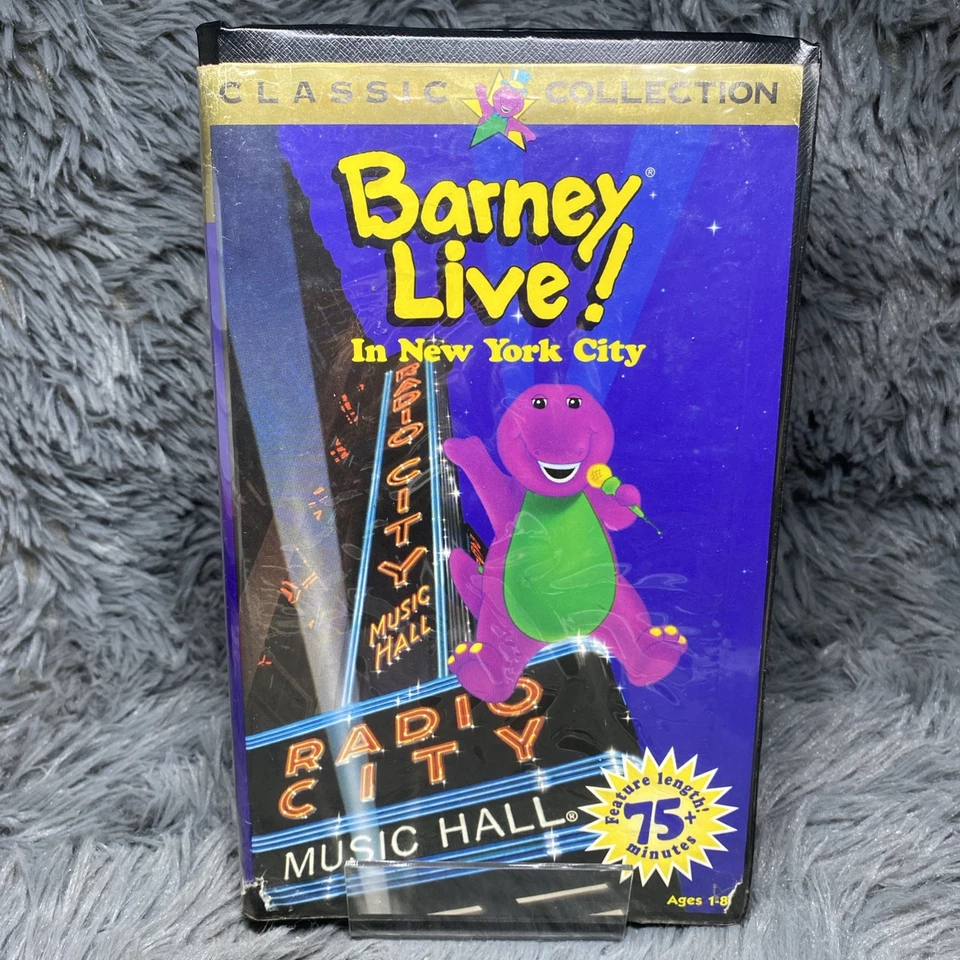 CLASSIC COLLECTION
Barney®
Live!
In New York City
RADIO
CITY
MUSIC
HALL
RADIO
CITY
MUSIC HALL®
Feature length!
75+
minutes
Ages 1-8